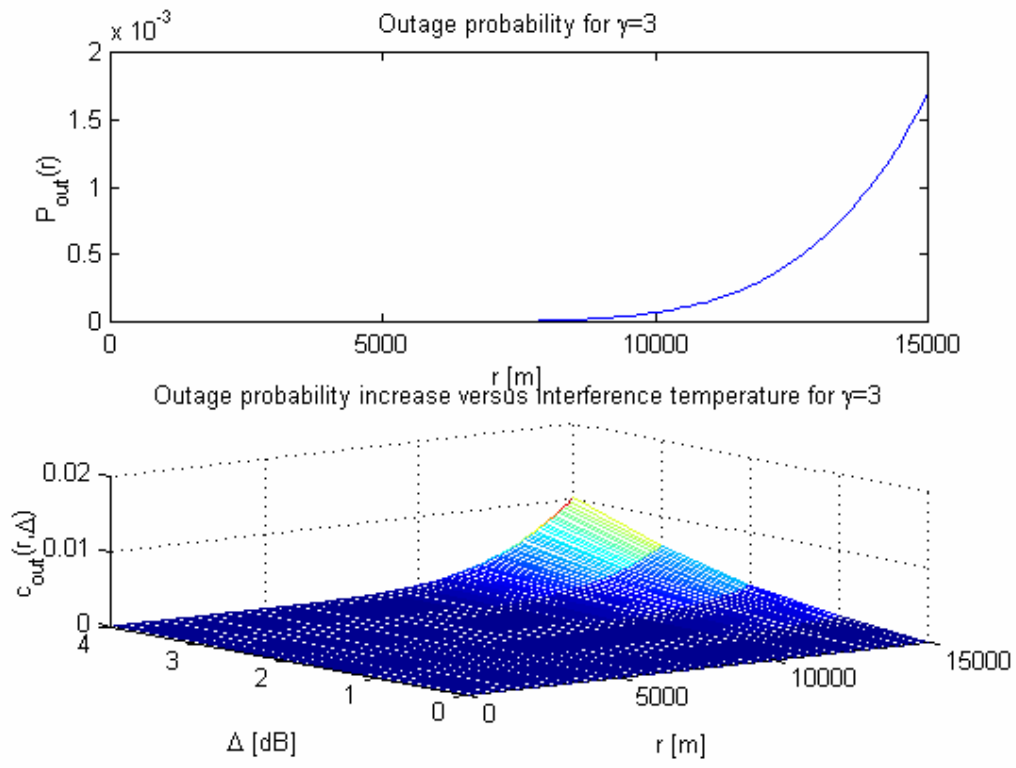 Outage probability for γ=3
x 10^-3
2
1.5
1
0.5
0
P_out(r)
0 5000 10000 15000
r [m]
Outage probability increase versus Interference temperature for γ=3
0.02
0.01
0
c_out(r,Δ)
4 3 2 1 0
Δ [dB]
0 5000 10000 15000
r [m]